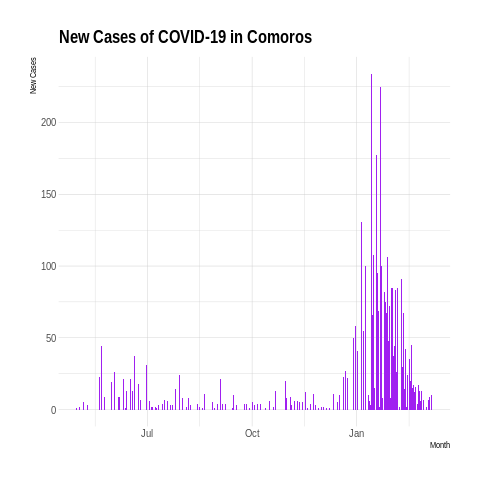 New Cases of COVID-19 in Comoros
New Cases
200
150
100
50
0
Jul
Oct
Jan
Month